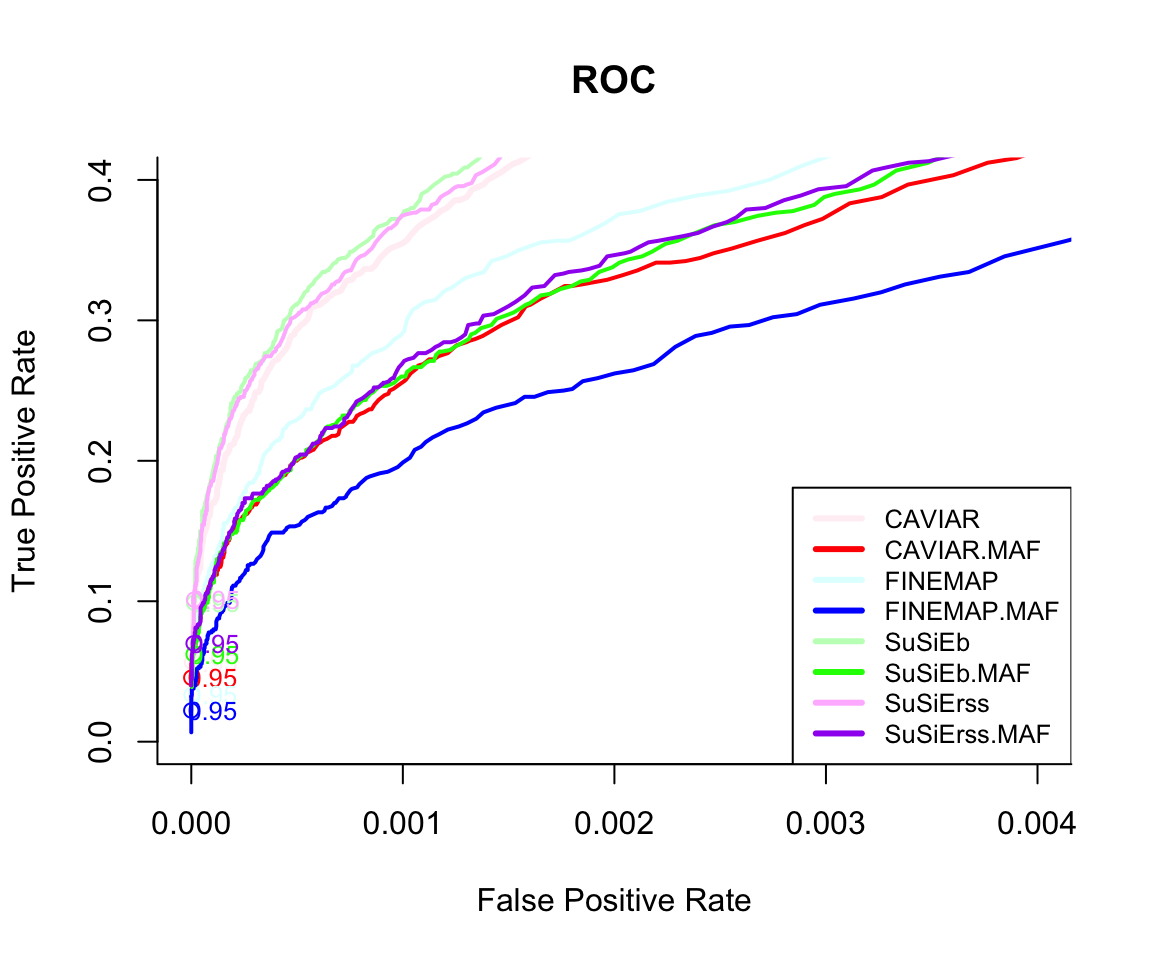 ROC
True Positive Rate
0.4
0.3
0.2
0.1
0.0
0.95
0.95
0.95
0.95
0.95
CAVIAR
CAVIAR.MAF
FINEMAP
FINEMAP.MAF
SuSiEb
SuSiEb.MAF
SuSiErss
SuSiErss.MAF
0.000
0.001
0.002
0.003
0.004
False Positive Rate